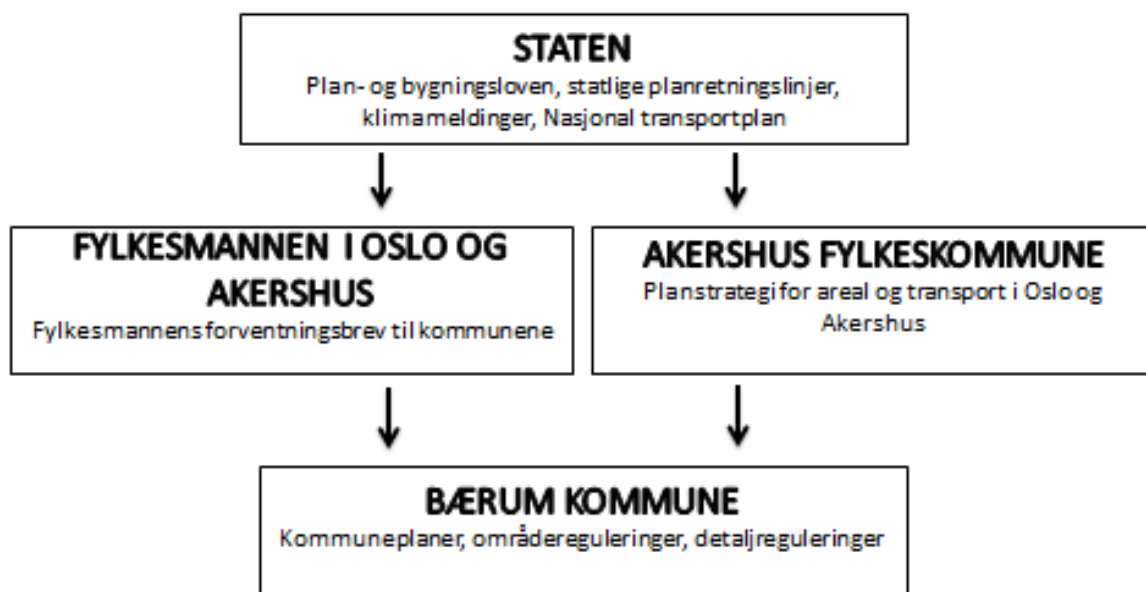 STATEN
Plan- og bygningsloven, statlige planretningslinjer,
klimameldinger, Nasjonal transportplan
FYLKESMANNEN I OSLO OG
AKERSHUS
Fylkesmannens forventningsbrev til kommunene
AKERSHUS FYLKESKOMMUNE
Planstrategi for areal og transport i Oslo og
Akershus
BÆRUM KOMMUNE
Kommuneplaner, områdereguleringer, detaljreguleringer